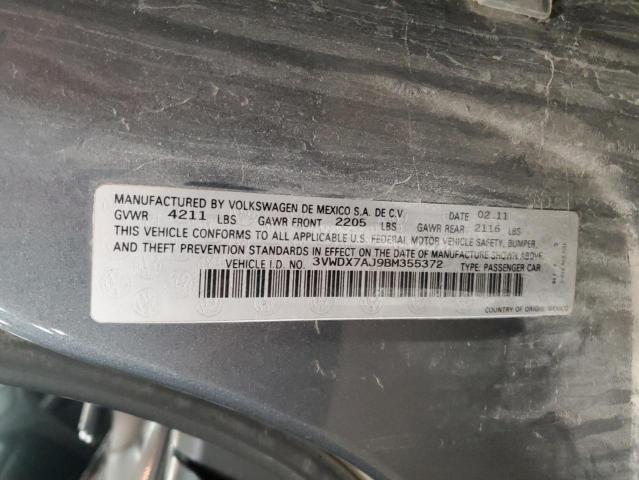 MANUFACTURED BY VOLKSWAGEN DE MEXICO S.A. DE C.V. DATE 02.11
GVWR 4211 LBS GAWR FRONT 2205 LBS GAWR REAR 2116 LBS
THIS VEHICLE CONFORMS TO ALL APPLICABLE U.S. FEDERAL MOTOR VEHICLE SAFETY, BUMPER,
AND THEFT PREVENTION STANDARDS IN EFFECT ON THE DATE OF MANUFACTURE SHOWN ABOVE.
VEHICLE I.D. NO. 3VWDX7AJ9BM355372 TYPE: PASSENGER CAR
COUNTRY OF ORIGIN: MEXICO